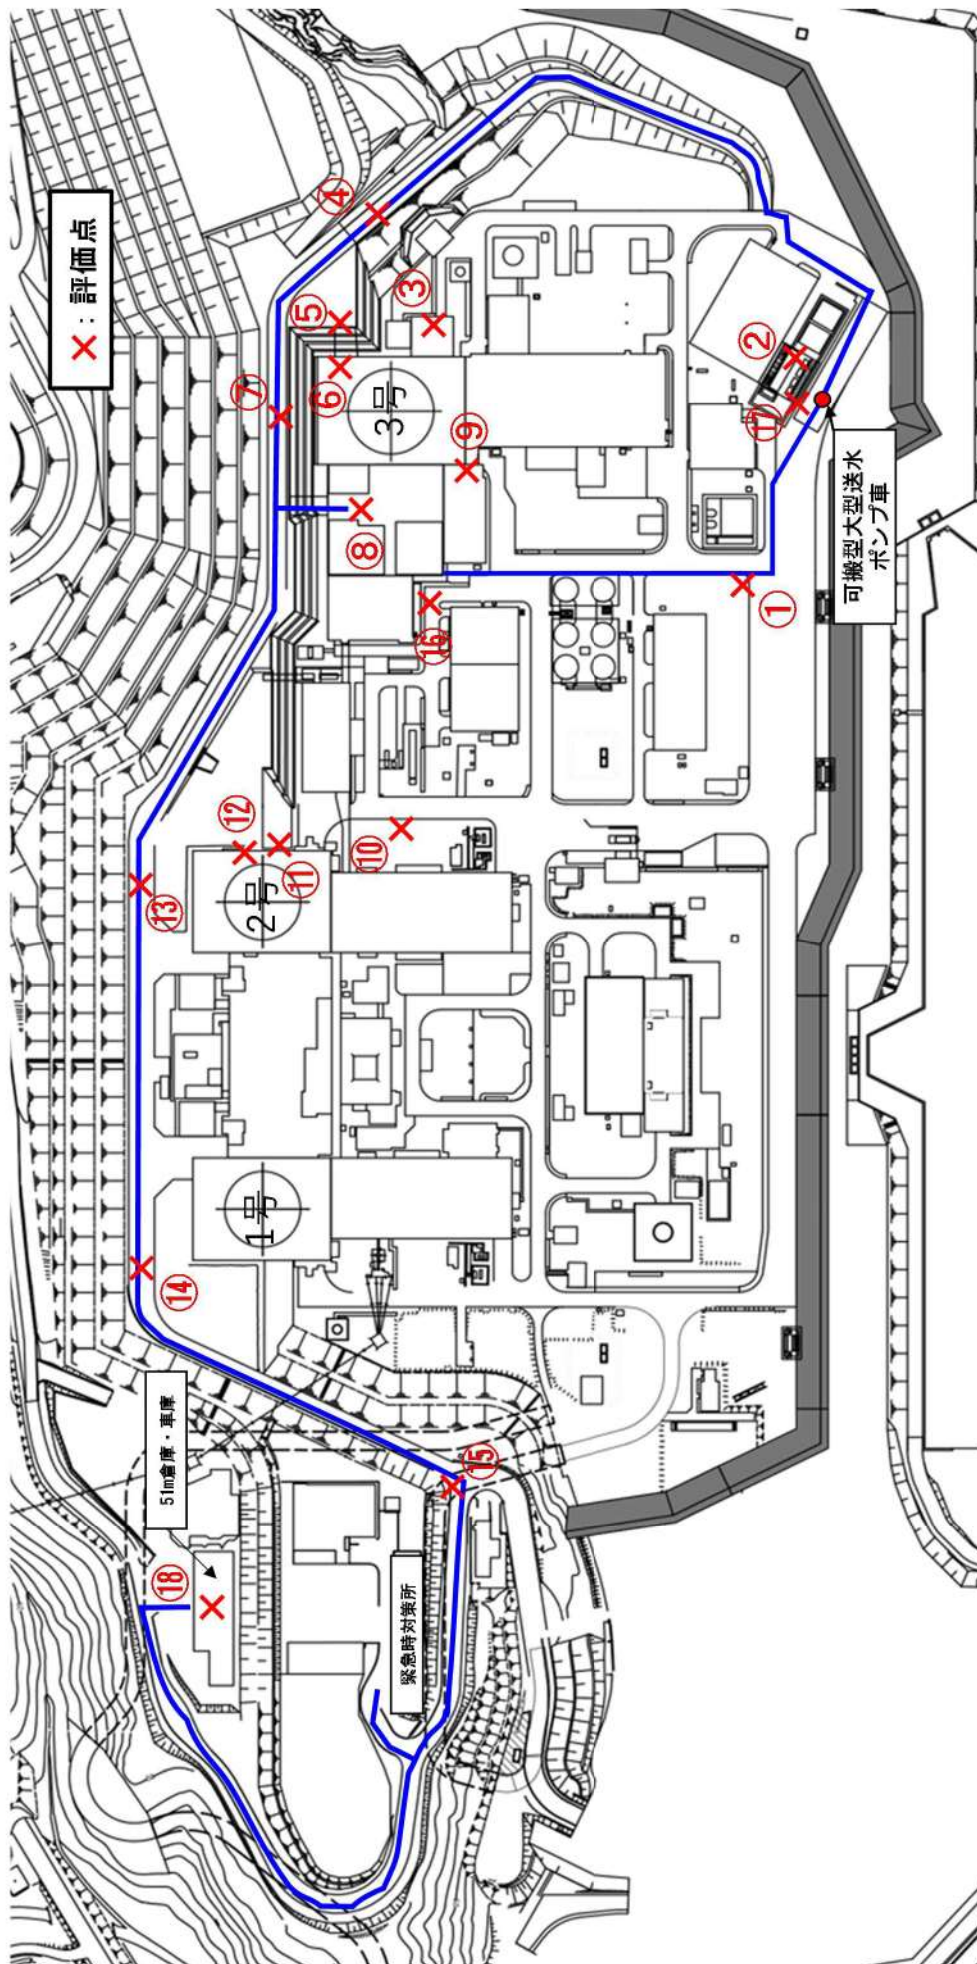 ×：評価点
④
③
⑤
⑥
⑦
3号
⑨
⑧
②
⑰
可搬型大型送水
ポンプ車
①
⑯
⑫
⑪
⑩
2号
⑬
1号
⑭
51m倉庫・車庫
⑮
⑱
緊急時対策所